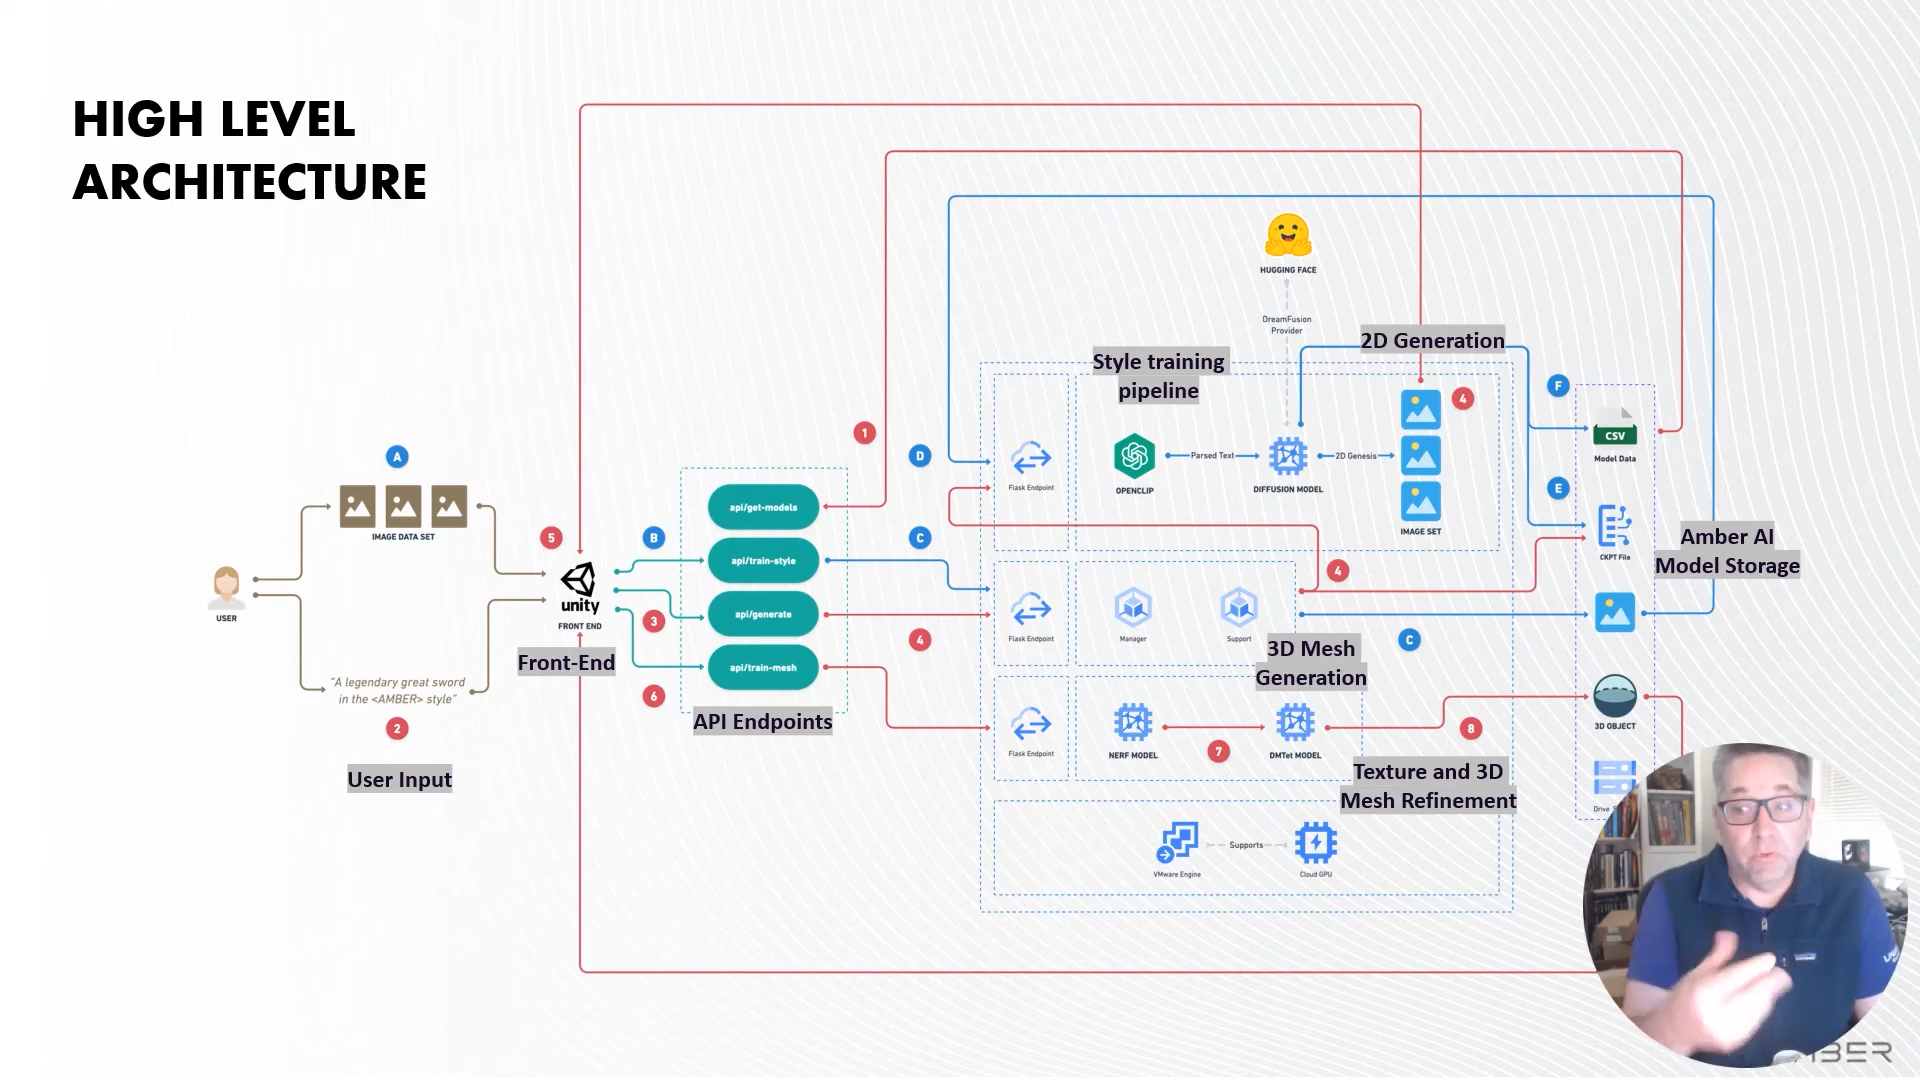 HIGH LEVEL
ARCHITECTURE
HUGGING FACE
DreamFusion
Provider
2D Generation
Style training
pipeline
F
4
1
CSV
Model Data
A
D
Flask Endpoint
OPENCLIP
Parsed Text
DIFFUSION MODEL
2D Genesis
IMAGE SET
E
CKPT File
Amber AI
Model Storage
IMAGE DATA SET
5
B
C
api/get-models
api/train-style
api/generate
api/train-mesh
API Endpoints
USER
unity
FRONT END
Front-End
3
6
4
4
Flask Endpoint
Manager
Support
C
3D Mesh
Generation
"A legendary great sword
in the <AMBER> style"
2
User Input
Flask Endpoint
NERF MODEL
7
DMTet MODEL
8
3D OBJECT
Texture and 3D
Mesh Refinement
Drive
VMware Engine
Supports
Cloud GPU